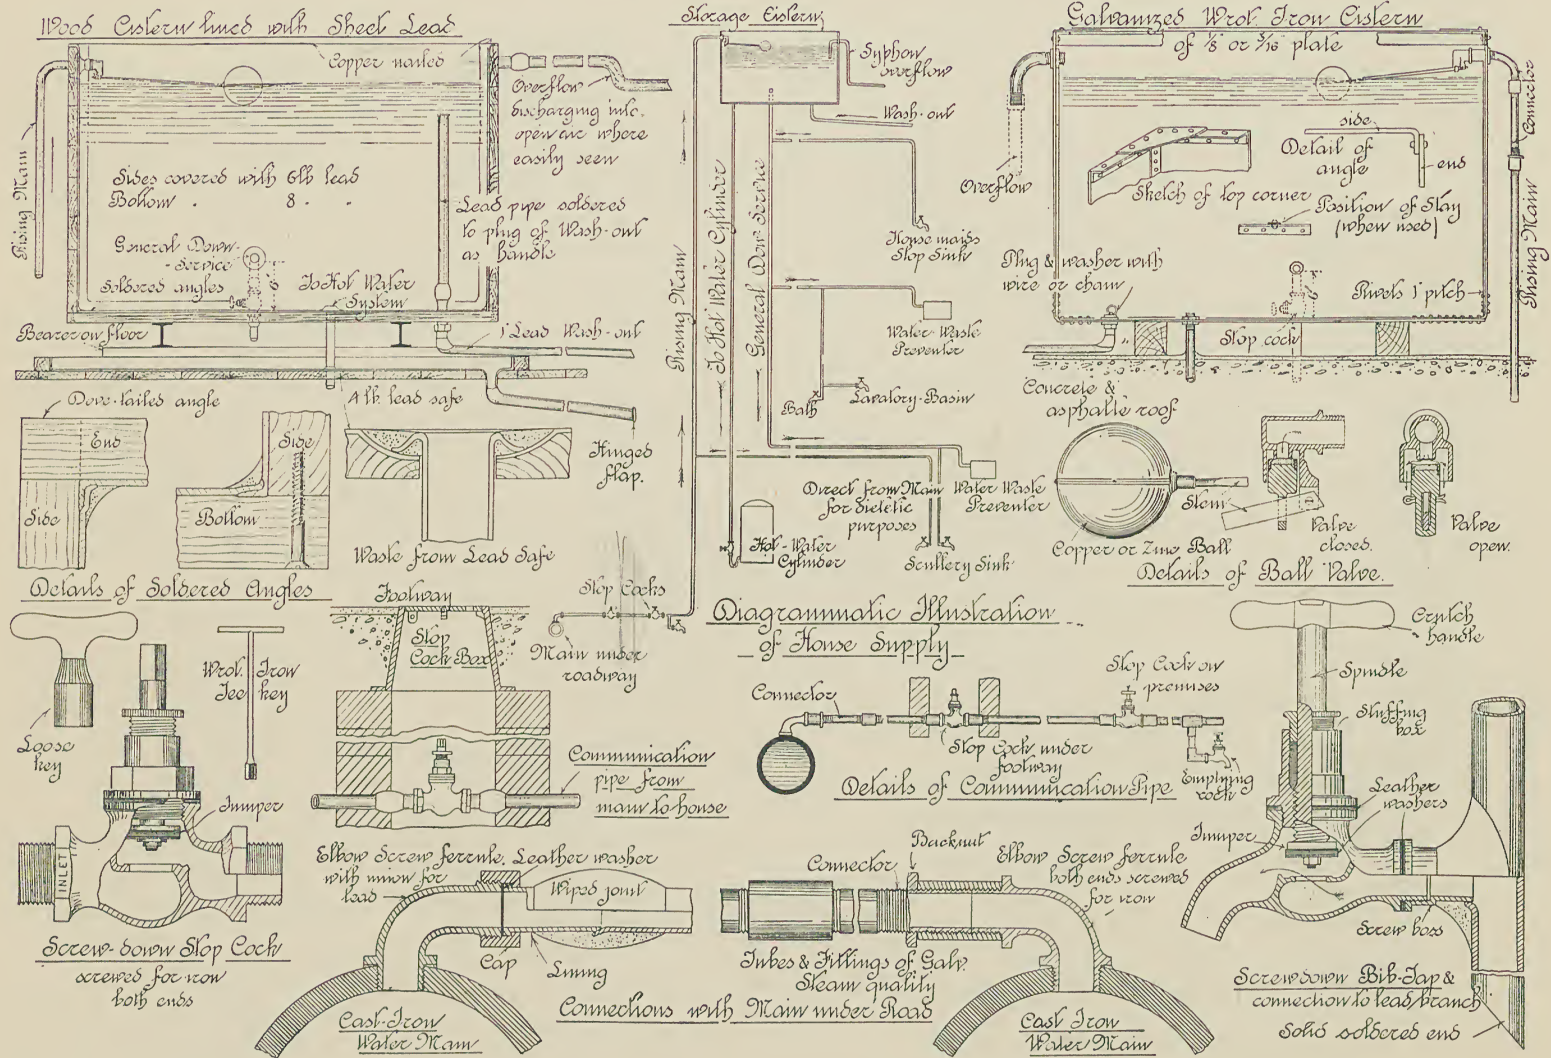 Wood Cistern lined with Sheet Lead
Copper nailed
Rising Main
Overflow
discharging into
open air where
easily seen
Sides covered with 6lb lead
Bottom " 8 " "
Lead pipe soldered
to plug of Wash-out
as handle
General Down-
-Service
Soldered angles
6"
To Hot Water
System
Bearer on floor
1" Lead Wash-out
Dove-tailed angle
4 lb. lead safe
Hinged
flap.
End
Side
Side
Bottom
Waste from Lead Safe
Details of Soldered Angles
Storage Cistern
Syphon
overflow
Wash-out
Rising Main
To Hot Water Cylinder
General Down Service
House maids
Slop Sink
Water-Waste
Preventer
Bath
Lavatory-Basin
Direct from Main
for dietetic
purposes
Water Waste
Preventer
Hot-Water
Cylinder
Scullery Sink
Stop Cocks
Main under
roadway
Diagrammatic Illustration
of House Supply
Galvanized Wrot. Iron Cistern
of 1/8 or 3/16 plate
Overflow
Connector
Rising Main
side
Detail of
angle
end
Sketch of top corner
Position of Stay
(when used)
Plug & washer with
wire or chain
6"
Rivets 1" pitch
Stop cock
Concrete &
asphalte roof
Stem
Copper or Zinc Ball
Valve
closed.
Valve
open.
Details of Ball Valve.
Loose
key
Wrot. Iron
Tee key
Jumper
INLET
Screw-down Stop Cock
screwed for iron
both ends
Footway
Stop
Cock Box
Communication
pipe from
main to house
Connector
Stop Cock on
premises
Stop Cock under
footway
Emptying
cock
Details of Communication Pipe
Elbow Screw ferrule
with union for
lead
Leather washer
Wiped joint
Cap
Lining
Cast-Iron
Water Main
Backnut
Connector
Elbow Screw ferrule
both ends screwed
for iron
Tubes & Fittings of Galv.
Steam quality
Connections with Main under Road
Cast Iron
Water Main
Crutch
handle
Spindle
Stuffing
box
Leather
washers
Jumper
Screw boss
Screwdown Bib-Tap &
connection to lead branch
Solid soldered end